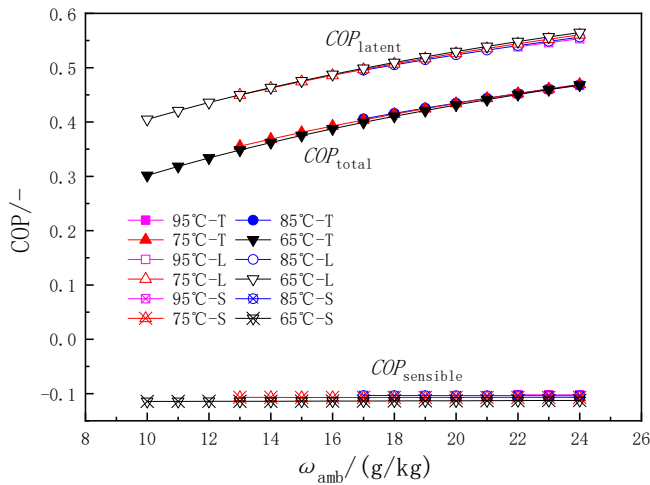 0.6
COP_latent
0.5
0.4
COP_total
0.3
COP/-
0.2
95℃-T 85℃-T
75℃-T 65℃-T
0.1
95℃-L 85℃-L
75℃-L 65℃-L
95℃-S 85℃-S
75℃-S 65℃-S
0.0
COP_sensible
-0.1
8 10 12 14 16 18 20 22 24 26
ω_amb/(g/kg)